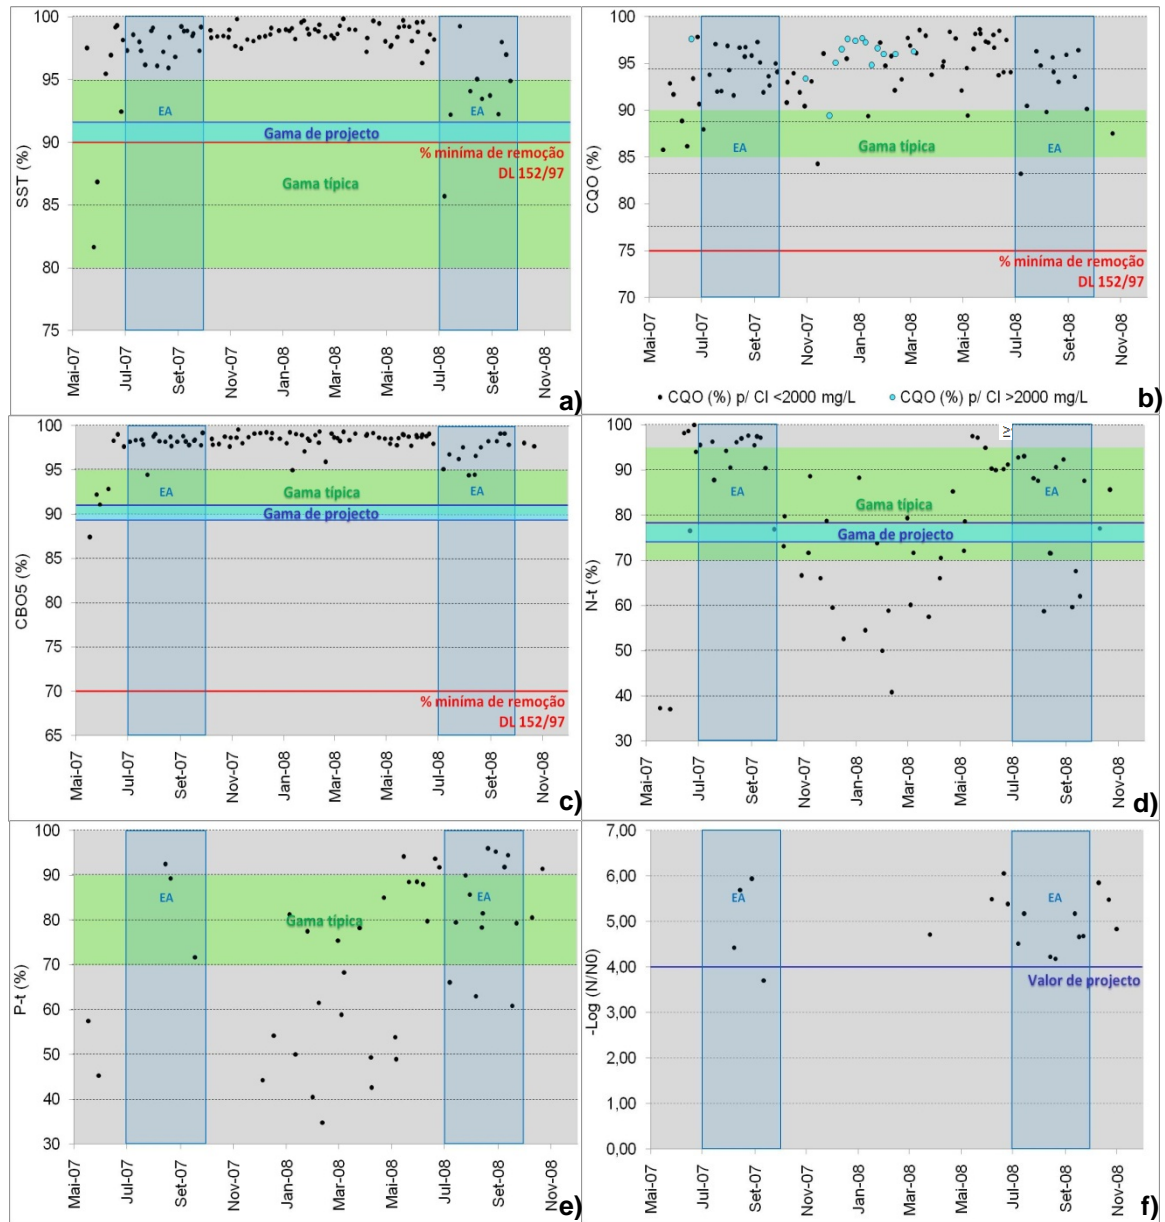 100
95
90
85
80
75
SST (%)
EA
EA
Gama de projecto
% miníma de remoção
DL 152/97
Gama típica
Mai-07
Jul-07
Set-07
Nov-07
Jan-08
Mar-08
Mai-08
Jul-08
Set-08
Nov-08
a)
100
95
90
85
80
75
70
CQO (%)
EA
EA
Gama típica
% miníma de remoção
DL 152/97
Mai-07
Jul-07
Set-07
Nov-07
Jan-08
Mar-08
Mai-08
Jul-08
Set-08
Nov-08
CQO (%) p/ Cl <2000 mg/L
CQO (%) p/ Cl >2000 mg/L
b)
100
95
90
85
80
75
70
65
CBO5 (%)
EA
EA
Gama típica
Gama de projecto
% miníma de remoção
DL 152/97
Mai-07
Jul-07
Set-07
Nov-07
Jan-08
Mar-08
Mai-08
Jul-08
Set-08
Nov-08
c)
100
90
80
70
60
50
40
30
N-t (%)
≥
EA
EA
Gama típica
Gama de projecto
Mai-07
Jul-07
Set-07
Nov-07
Jan-08
Mar-08
Mai-08
Jul-08
Set-08
Nov-08
d)
100
90
80
70
60
50
40
30
P-t (%)
EA
EA
Gama típica
Mai-07
Jul-07
Set-07
Nov-07
Jan-08
Mar-08
Mai-08
Jul-08
Set-08
Nov-08
e)
7,00
6,00
5,00
4,00
3,00
2,00
1,00
0,00
-Log (N/N0)
EA
EA
Valor de projecto
Mai-07
Jul-07
Set-07
Nov-07
Jan-08
Mar-08
Mai-08
Jul-08
Set-08
Nov-08
f)